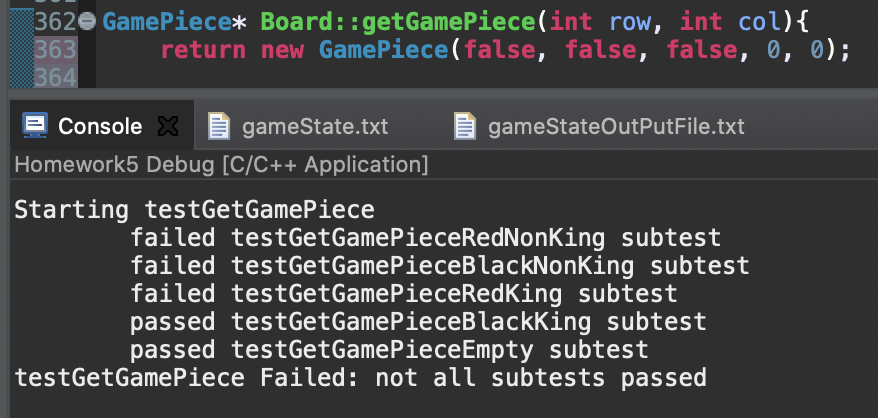 362 GamePiece* Board::getGamePiece(int row, int col){
363 return new GamePiece(false, false, false, 0, 0);
364
Console gameState.txt gameStateOutPutFile.txt
Homework5 Debug [C/C++ Application]
Starting testGetGamePiece
failed testGetGamePieceRedNonKing subtest
failed testGetGamePieceBlackNonKing subtest
failed testGetGamePieceRedKing subtest
passed testGetGamePieceBlackKing subtest
passed testGetGamePieceEmpty subtest
testGetGamePiece Failed: not all subtests passed